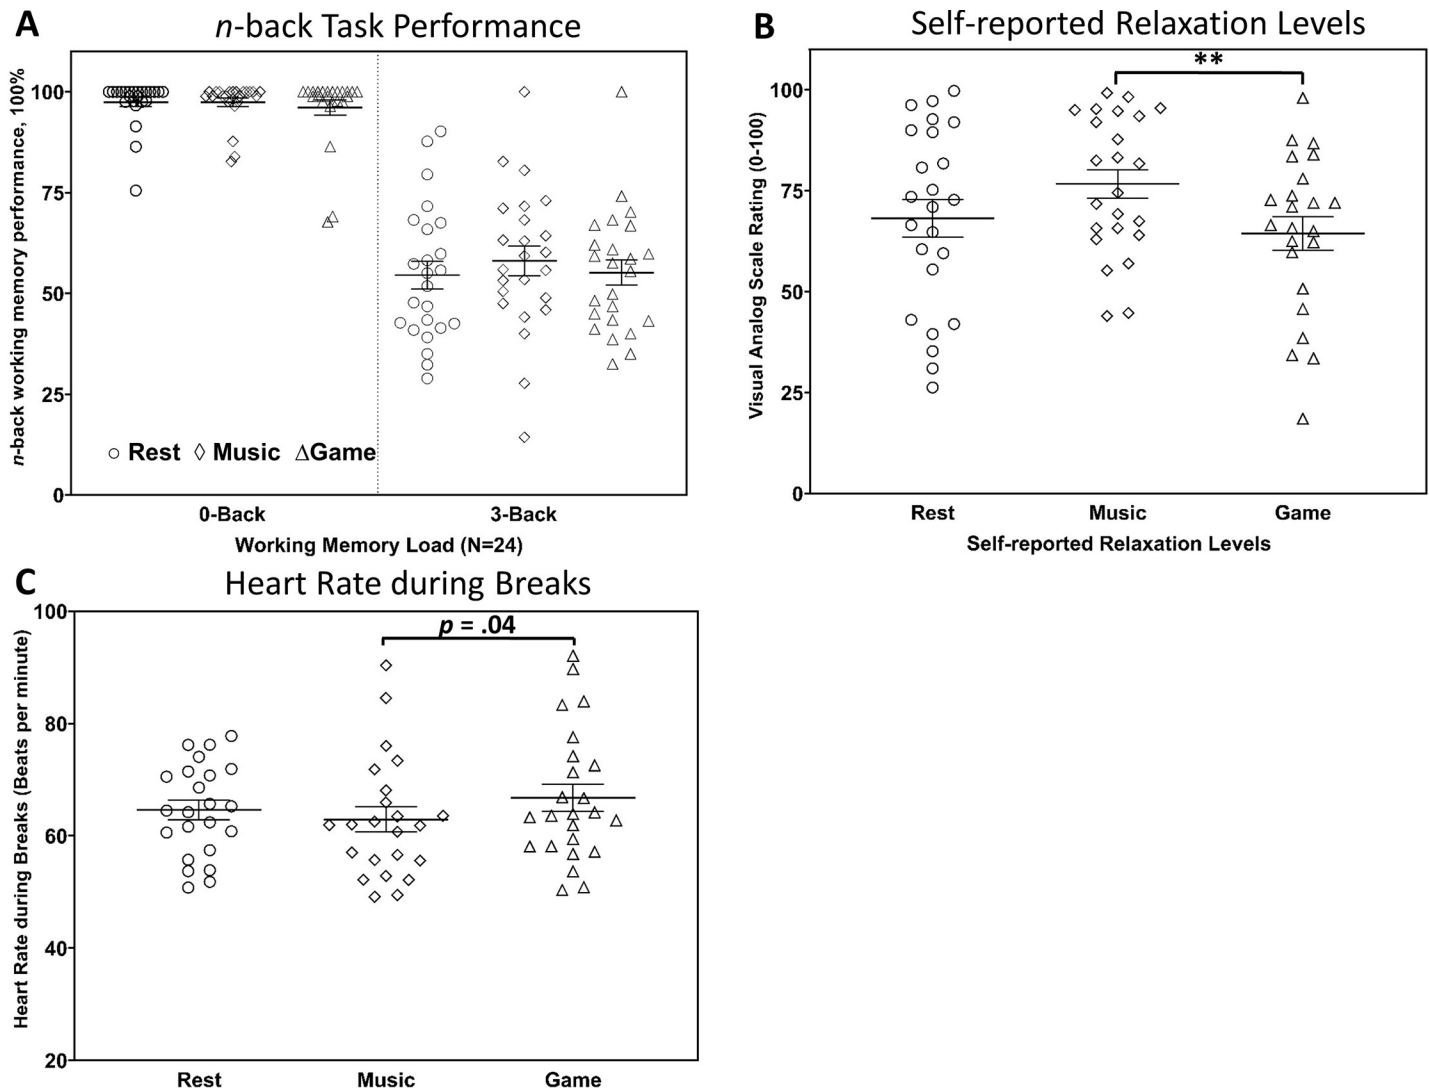 A
n-back Task Performance
n-back working memory performance, 100%
100
75
50
25
0
Rest Music Game
0-Back 3-Back
Working Memory Load (N=24)
B
Self-reported Relaxation Levels
**
Visual Analog Scale Rating (0-100)
100
75
50
25
0
Rest Music Game
Self-reported Relaxation Levels
C
Heart Rate during Breaks
p = .04
Heart Rate during Breaks (Beats per minute)
100
80
60
40
20
Rest Music Game